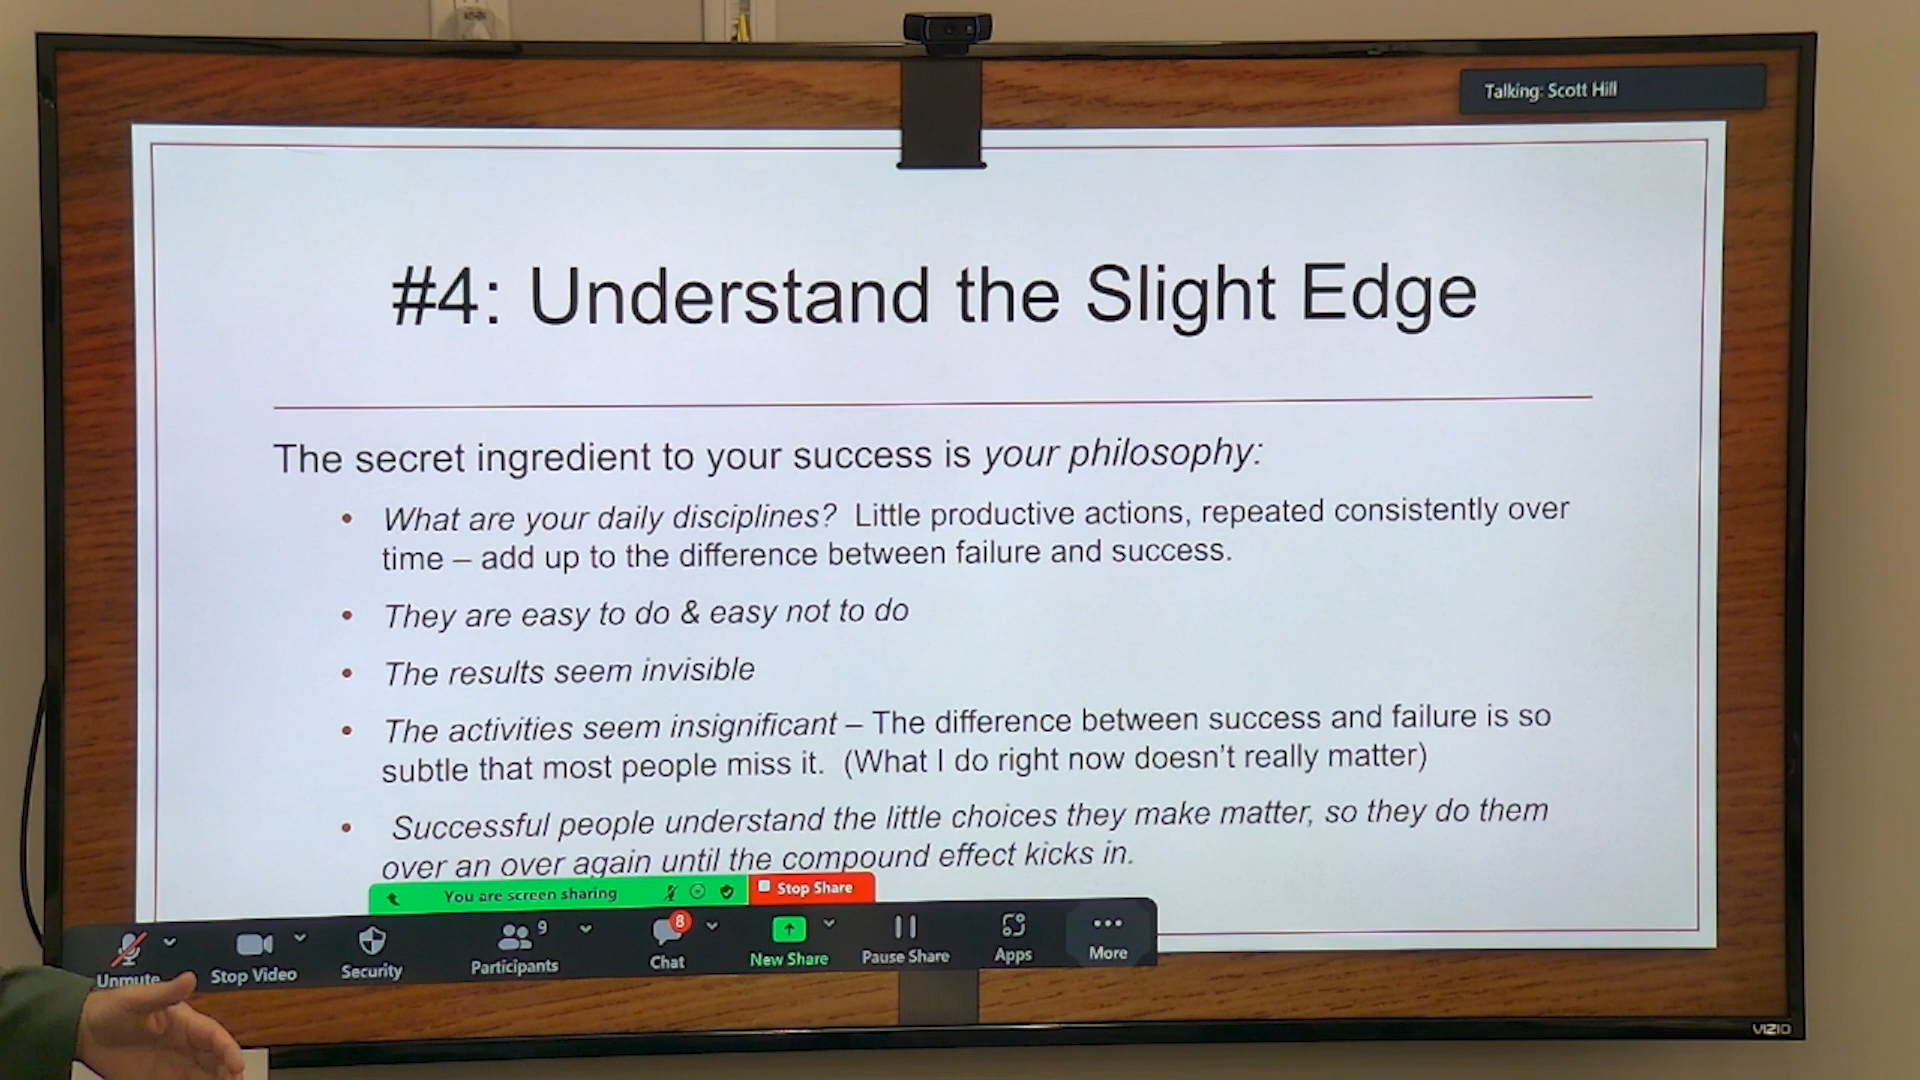 Talking: Scott Hill
#4: Understand the Slight Edge
The secret ingredient to your success is your philosophy:
• What are your daily disciplines? Little productive actions, repeated consistently over
time – add up to the difference between failure and success.
• They are easy to do & easy not to do
• The results seem invisible
• The activities seem insignificant – The difference between success and failure is so
subtle that most people miss it. (What I do right now doesn't really matter)
• Successful people understand the little choices they make matter, so they do them
over an over again until the compound effect kicks in.
You are screen sharing Stop Share
9 8
Unmute Stop Video Security Participants Chat New Share Pause Share Apps More
VIZIO